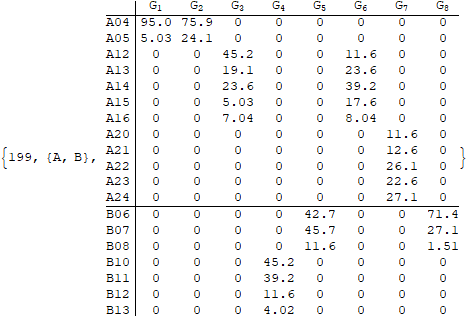 G₁ G₂ G₃ G₄ G₅ G₆ G₇ G₈
A04 95.0 75.9 0 0 0 0 0 0
A05 5.03 24.1 0 0 0 0 0 0
A12 0 0 45.2 0 0 11.6 0 0
A13 0 0 19.1 0 0 23.6 0 0
A14 0 0 23.6 0 0 39.2 0 0
A15 0 0 5.03 0 0 17.6 0 0
A16 0 0 7.04 0 0 8.04 0 0
A20 0 0 0 0 0 0 11.6 0
{199, {A, B}, A21 0 0 0 0 0 0 12.6 0 }
A22 0 0 0 0 0 0 26.1 0
A23 0 0 0 0 0 0 22.6 0
A24 0 0 0 0 0 0 27.1 0
B06 0 0 0 0 42.7 0 0 71.4
B07 0 0 0 0 45.7 0 0 27.1
B08 0 0 0 0 11.6 0 0 1.51
B10 0 0 0 45.2 0 0 0 0
B11 0 0 0 39.2 0 0 0 0
B12 0 0 0 11.6 0 0 0 0
B13 0 0 0 4.02 0 0 0 0